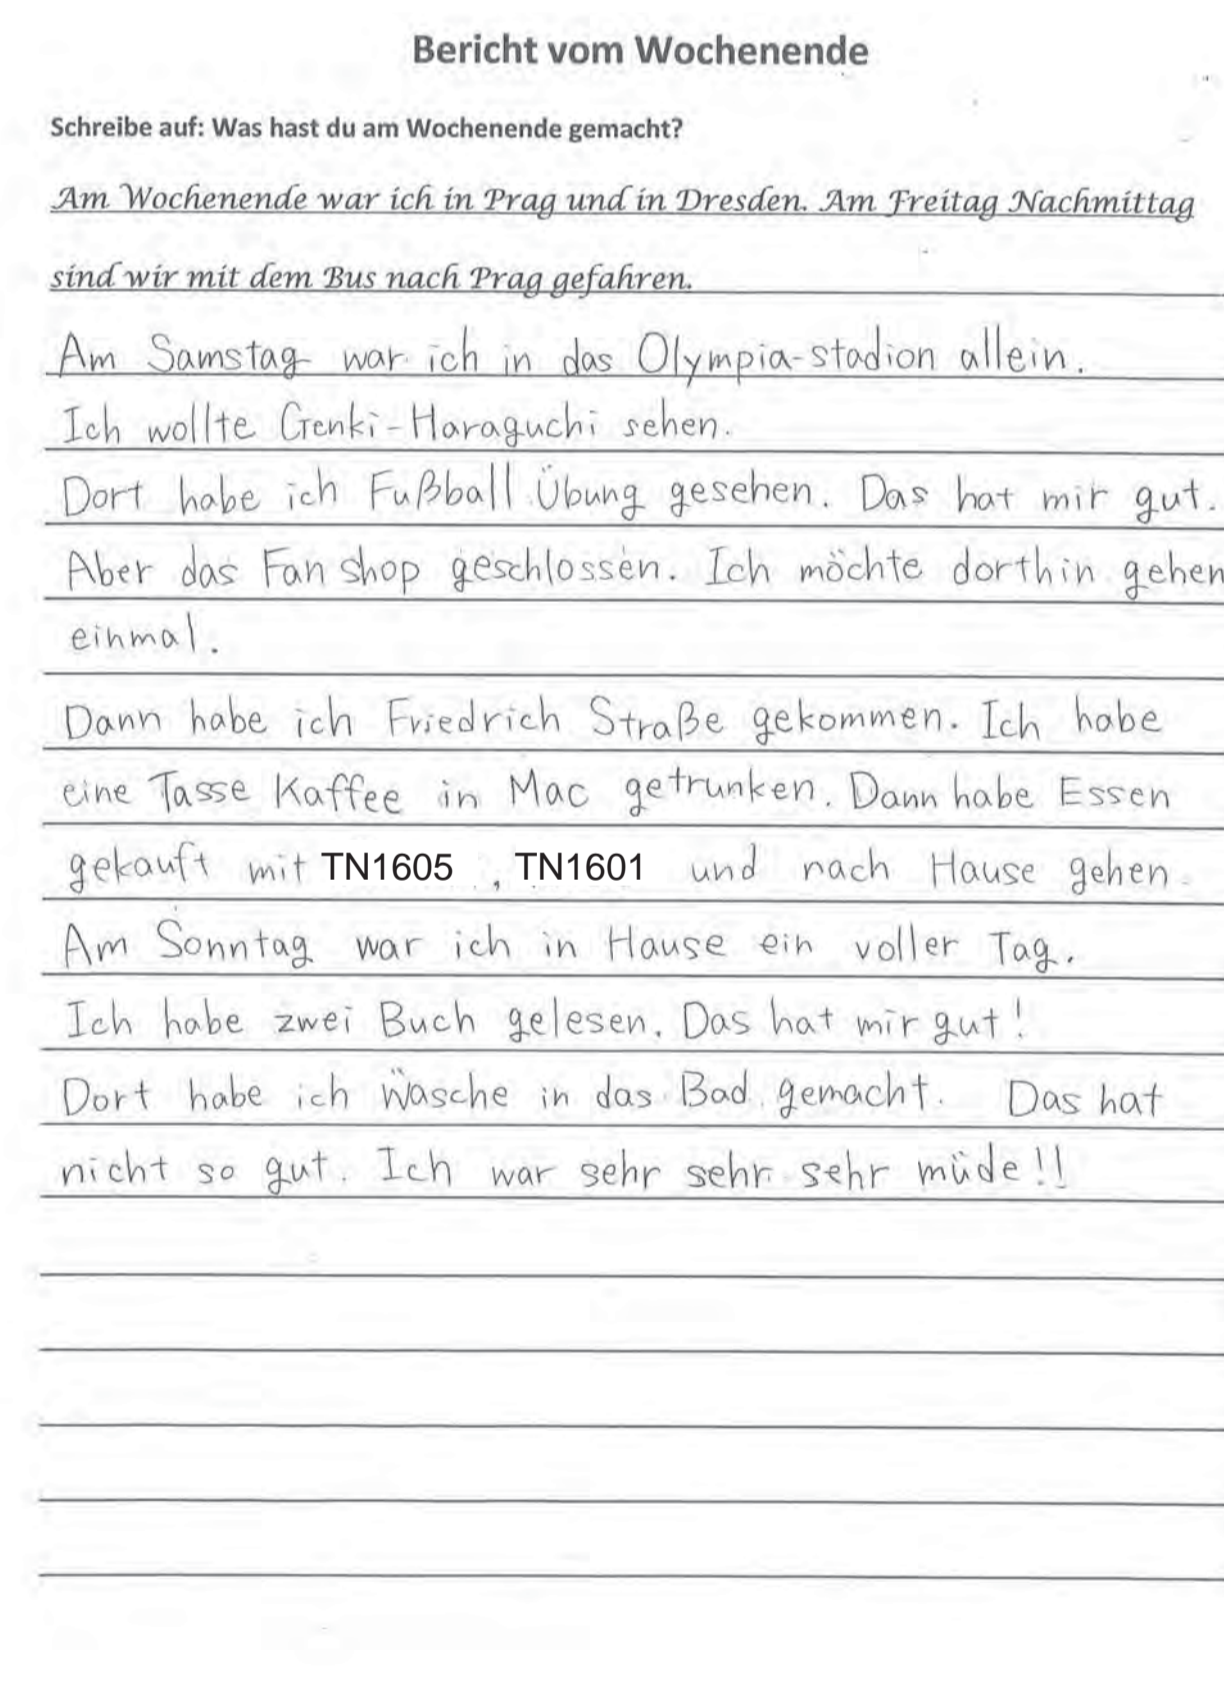 Bericht vom Wochenende
Schreibe auf: Was hast du am Wochenende gemacht?
Am Wochenende war ich in Prag und in Dresden. Am Freitag Nachmittag
sind wir mit dem Bus nach Prag gefahren.
Am Samstag war ich in das Olympia-stadion allein.
Ich wollte Genki-Haraguchi sehen.
Dort habe ich Fußball Übung gesehen. Das hat mir gut.
Aber das Fan shop geschlossen. Ich möchte dorthin gehen
einmal.
Dann habe ich Friedrich Straße gekommen. Ich habe
eine Tasse Kaffee in Mac getrunken. Dann habe Essen
gekauft mit TN1605 , TN1601 und nach Hause gehen.
Am Sonntag war ich in Hause ein voller Tag.
Ich habe zwei Buch gelesen. Das hat mir gut!
Dort habe ich Wäsche in das Bad gemacht. Das hat
nicht so gut. Ich war sehr sehr sehr müde!!